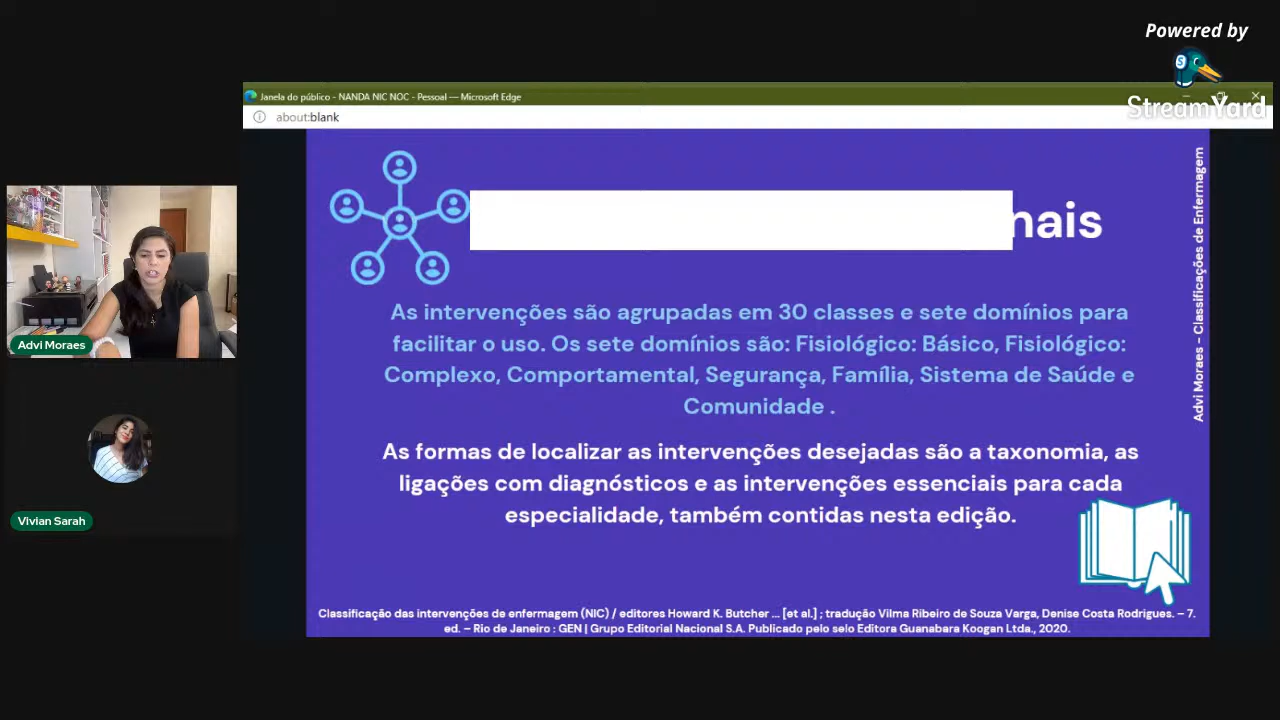 Powered by
StreamYard
Janela do público - NANDA NIC NOC - Pessoal — Microsoft Edge
about:blank
As intervenções são agrupadas em 30 classes e sete domínios para
facilitar o uso. Os sete domínios são: Fisiológico: Básico, Fisiológico:
Complexo, Comportamental, Segurança, Família, Sistema de Saúde e
Comunidade .
As formas de localizar as intervenções desejadas são a taxonomia, as
ligações com diagnósticos e as intervenções essenciais para cada
especialidade, também contidas nesta edição.
Classificação das intervenções de enfermagem (NIC) / editores Howard K. Butcher ... [et al.] ; tradução Vilma Ribeiro de Souza Varga, Denise Costa Rodrigues. – 7.
ed. – Rio de Janeiro : GEN | Grupo Editorial Nacional S.A. Publicado pelo selo Editora Guanabara Koogan Ltda., 2020.
Advi Moraes – Classificações de Enfermagem
Advi Moraes
Vivian Sarah